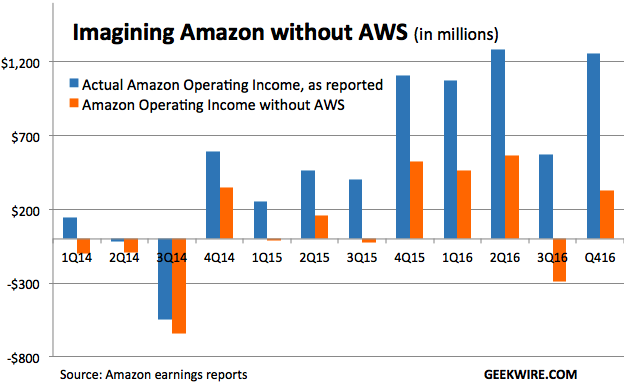 Imagining Amazon without AWS (in millions)
$1,200
Actual Amazon Operating Income, as reported
Amazon Operating Income without AWS
$700
$200
1Q14 2Q14 3Q14 4Q14 1Q15 2Q15 3Q15 4Q15 1Q16 2Q16 3Q16 Q416
-$300
-$800
Source: Amazon earnings reports GEEKWIRE.COM